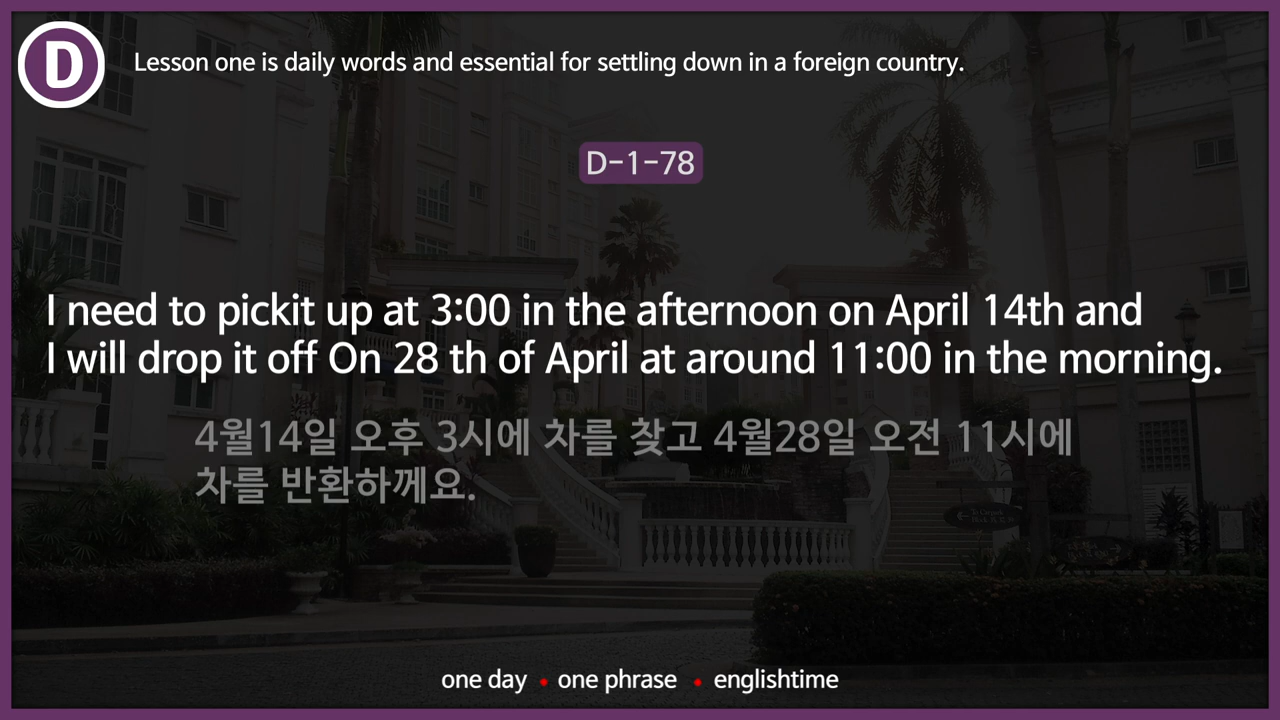 D
Lesson one is daily words and essential for settling down in a foreign country.
D-1-78
I need to pickit up at 3:00 in the afternoon on April 14th and
I will drop it off On 28 th of April at around 11:00 in the morning.
4월14일 오후 3시에 차를 찾고 4월28일 오전 11시에
차를 반환하께요.
To Carpark
one day • one phrase • englishtime